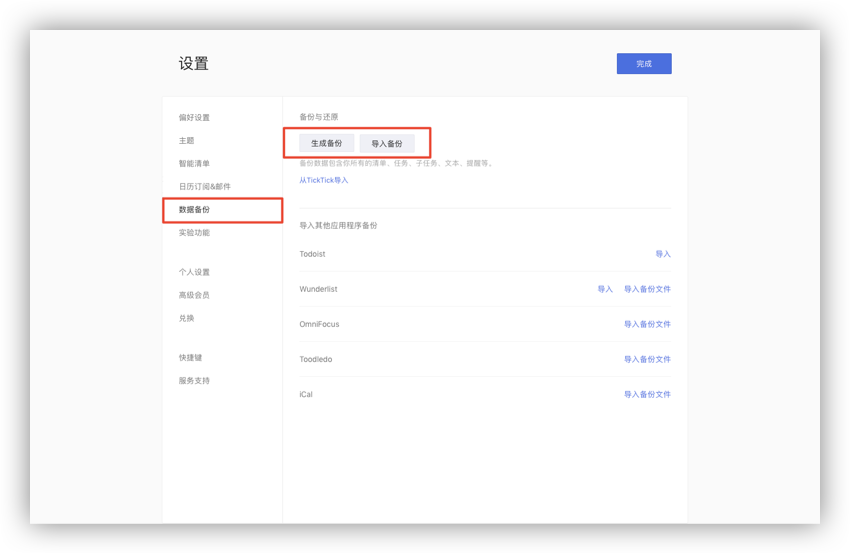 设置
完成
偏好设置
主题
智能清单
日历订阅&邮件
数据备份
实验功能
个人设置
高级会员
兑换
快捷键
服务支持
备份与还原
生成备份 导入备份
备份数据包含你所有的清单、任务、子任务、文本、提醒等。
从TickTick导入
导入其他应用程序备份
Todoist 导入
Wunderlist 导入 导入备份文件
OmniFocus 导入备份文件
Toodledo 导入备份文件
iCal 导入备份文件